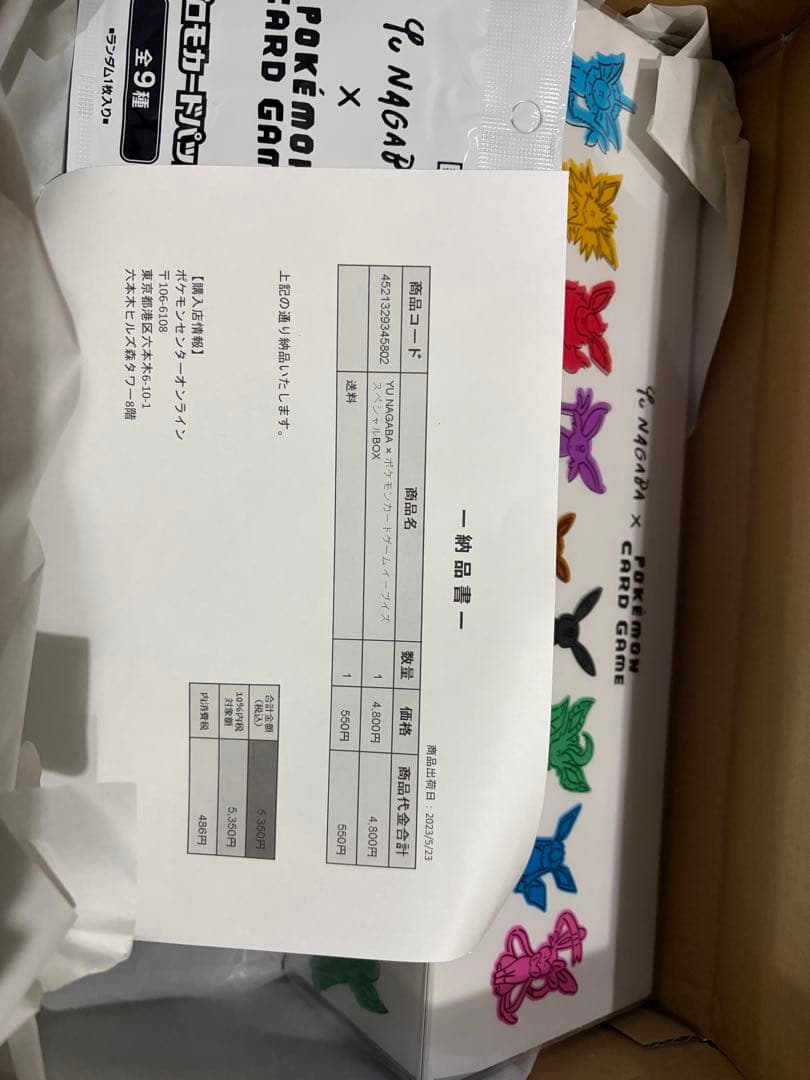 Yu NAGABA
×
POKÉMON
CARD GAM
ロモカードパッ
全9種
■ランダム1枚入り■
ー納品書ー
商品出荷日：2023/5/23
商品コード 商品名 数量 価格 商品代金合計
4521329345802 YU NAGABA × ポケモンカードゲーム イーブイズ スペシャルBOX 1 4,800円 4,800円
送料 1 550円 550円
上記の通り納品いたします。
合計金額(税込) 5,350円
10%内税対象額 5,350円
内消費税 486円
【購入店情報】
ポケモンセンターオンライン
〒106-6108
東京都港区六本木6-10-1
六本木ヒルズ森タワー8階
Yu NAGABA × POKÉMON
CARD GAME